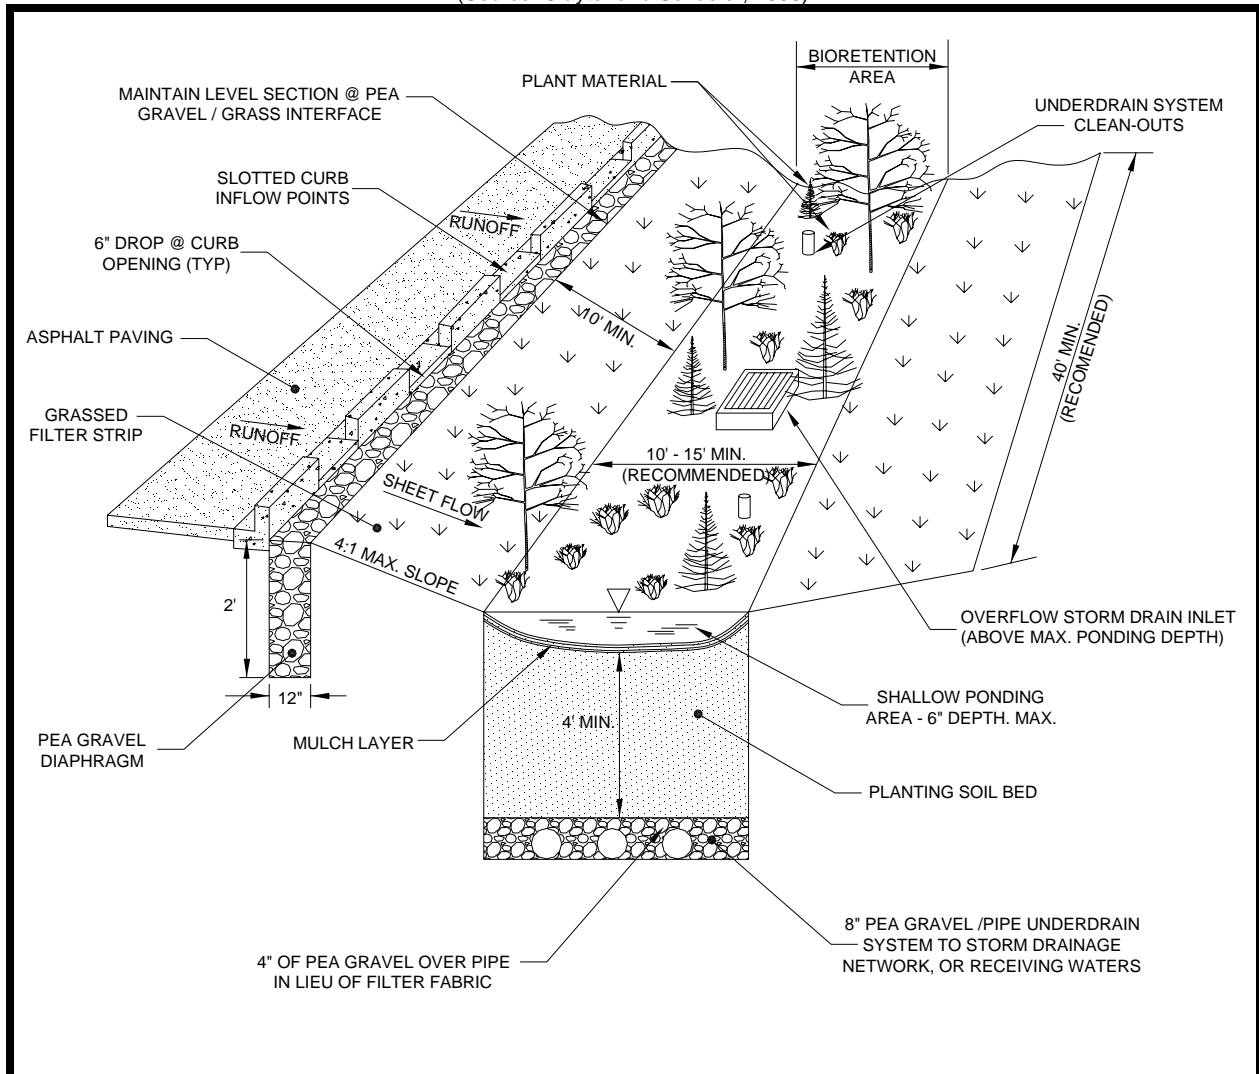 BIORETENTION
AREA
PLANT MATERIAL
MAINTAIN LEVEL SECTION @ PEA
GRAVEL / GRASS INTERFACE
UNDERDRAIN SYSTEM
CLEAN-OUTS
SLOTTED CURB
INFLOW POINTS
RUNOFF
6" DROP @ CURB
OPENING (TYP)
10' MIN.
ASPHALT PAVING
40' MIN.
(RECOMENDED)
GRASSED
FILTER STRIP
RUNOFF
10' - 15' MIN.
(RECOMMENDED)
SHEET FLOW
4:1 MAX. SLOPE
2'
OVERFLOW STORM DRAIN INLET
(ABOVE MAX. PONDING DEPTH)
12"
SHALLOW PONDING
AREA - 6" DEPTH. MAX.
4' MIN.
PEA GRAVEL
DIAPHRAGM
MULCH LAYER
PLANTING SOIL BED
8" PEA GRAVEL /PIPE UNDERDRAIN
SYSTEM TO STORM DRAINAGE
NETWORK, OR RECEIVING WATERS
4" OF PEA GRAVEL OVER PIPE
IN LIEU OF FILTER FABRIC